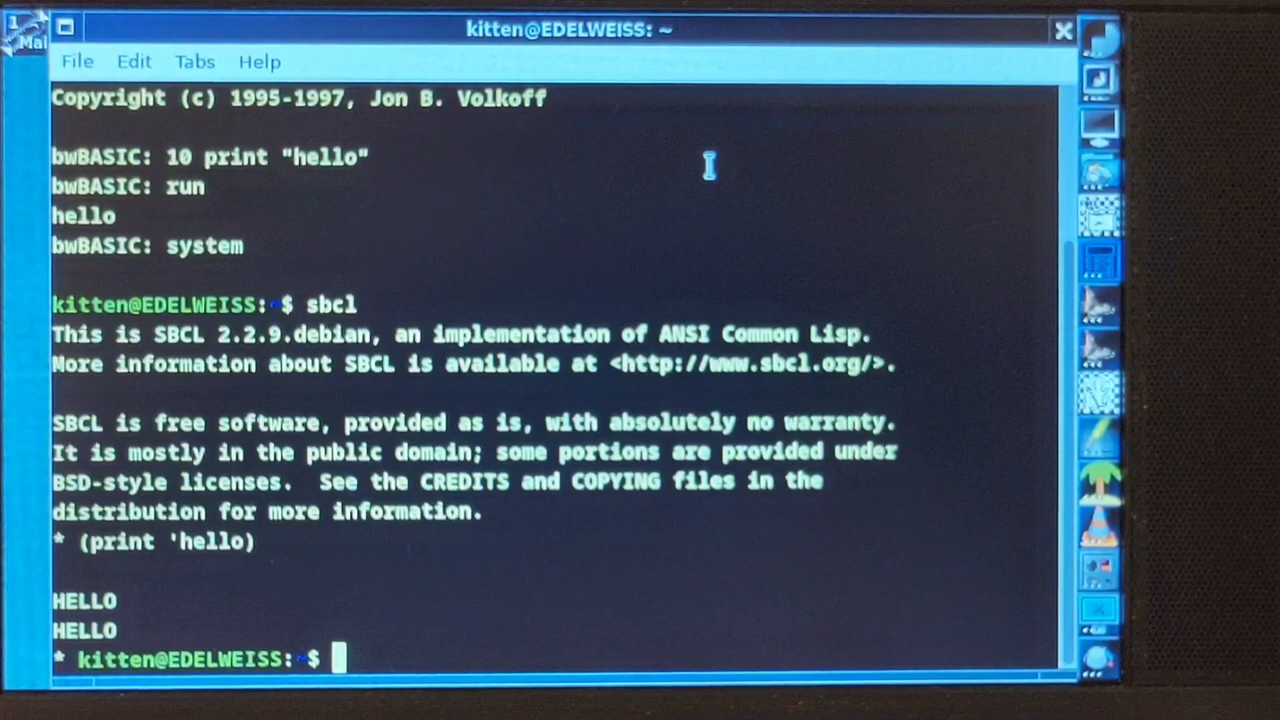 1
Mai
kitten@EDELWEISS: ~
File Edit Tabs Help
Copyright (c) 1995-1997, Jon B. Volkoff
bwBASIC: 10 print "hello"
bwBASIC: run
hello
bwBASIC: system
kitten@EDELWEISS:~$ sbcl
This is SBCL 2.2.9.debian, an implementation of ANSI Common Lisp.
More information about SBCL is available at <http://www.sbcl.org/>.
SBCL is free software, provided as is, with absolutely no warranty.
It is mostly in the public domain; some portions are provided under
BSD-style licenses.  See the CREDITS and COPYING files in the
distribution for more information.
* (print 'hello)
HELLO
HELLO
* kitten@EDELWEISS:~$